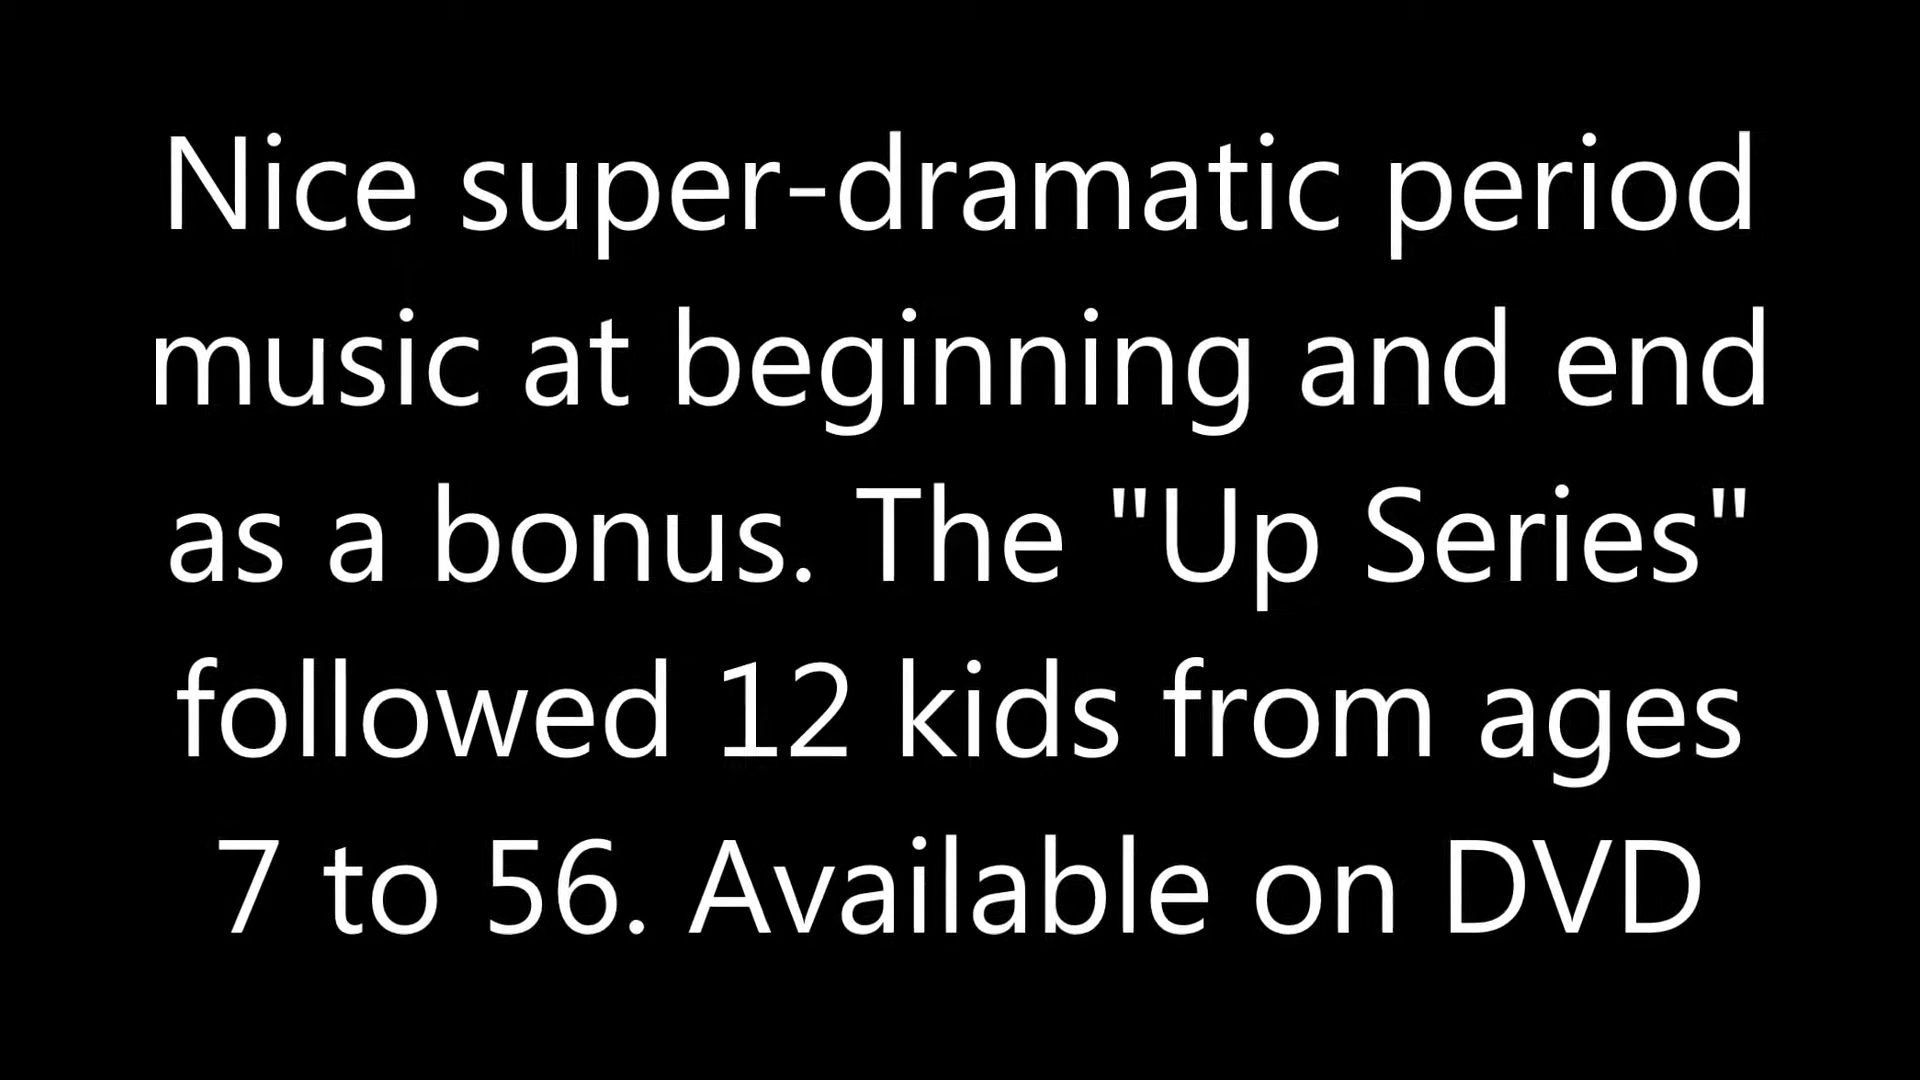 Nice super-dramatic period
music at beginning and end
as a bonus. The "Up Series"
followed 12 kids from ages
7 to 56. Available on DVD